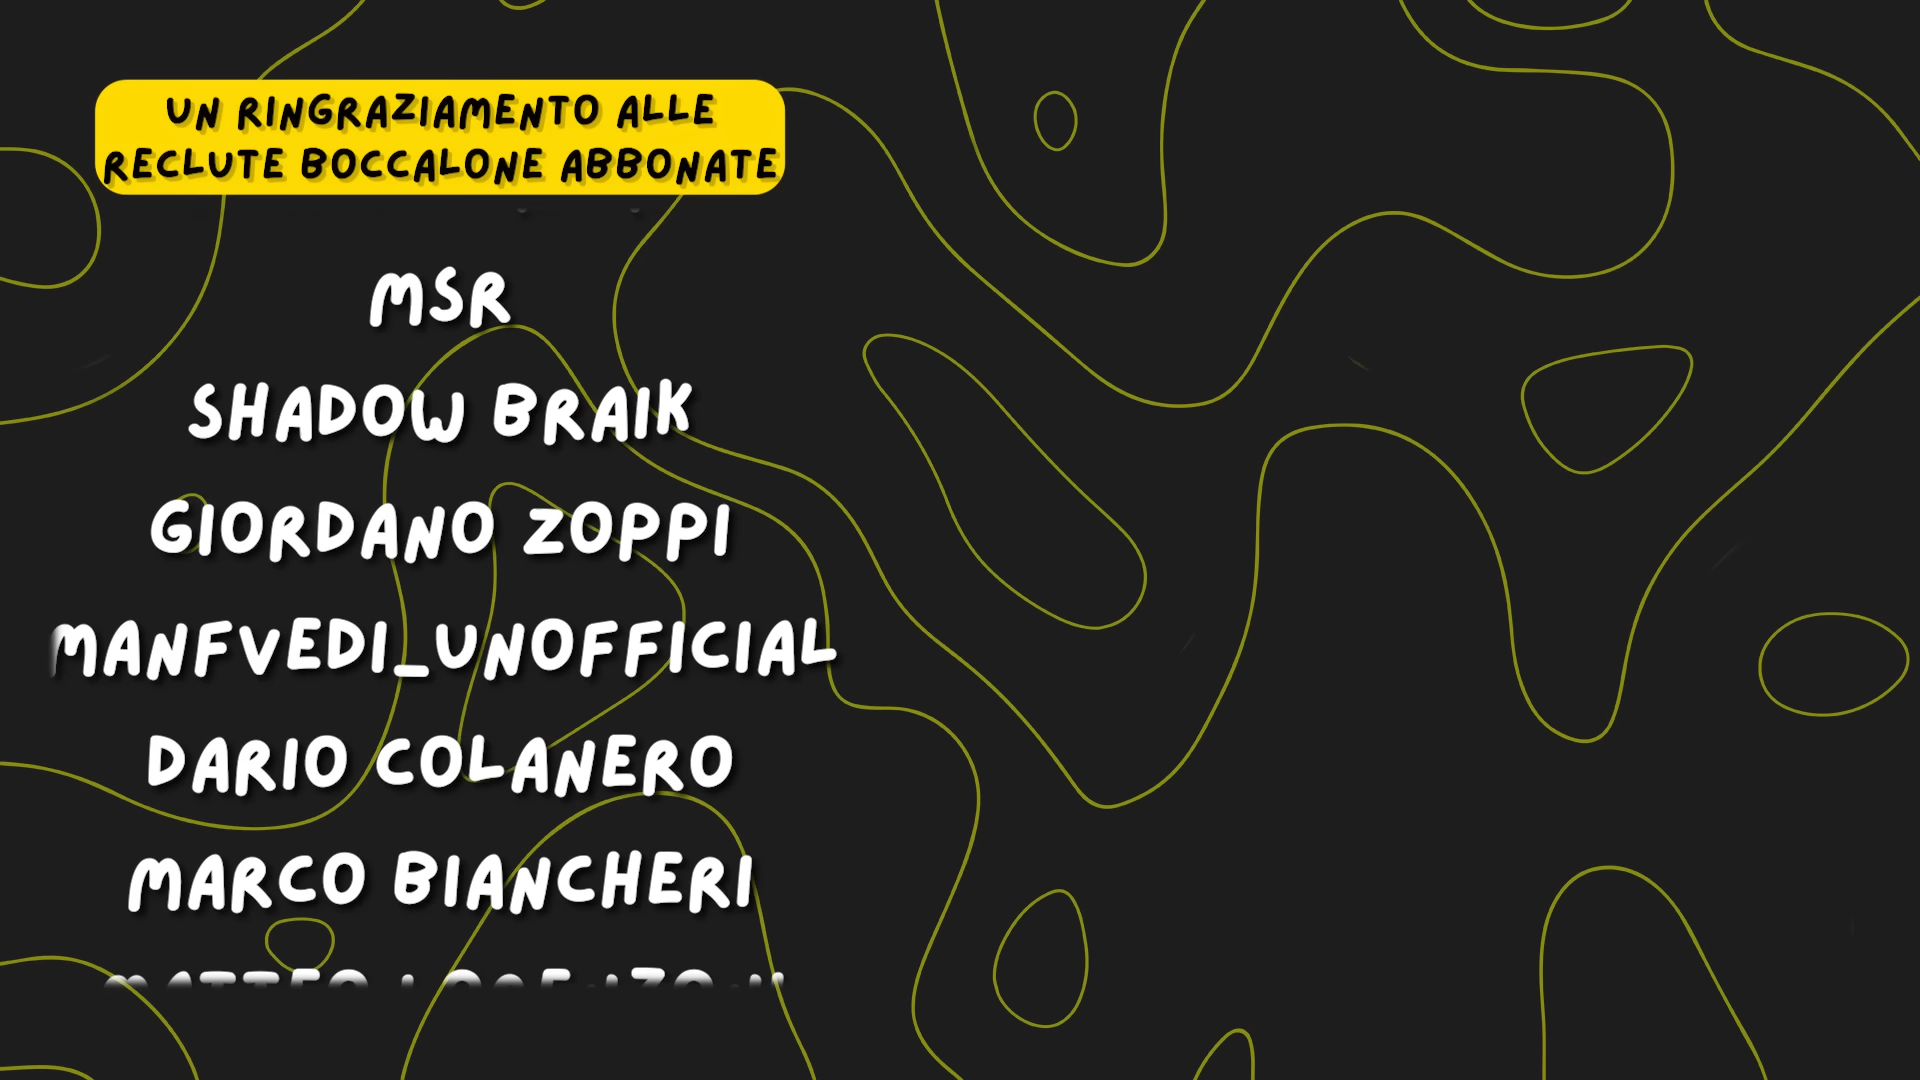 UN RINGRAZIAMENTO ALLE
RECLUTE BOCCALONE ABBONATE
MSR
SHADOW BRAIK
GIORDANO ZOPPI
MANFVEDI_UNOFFICIAL
DARIO COLANERO
MARCO BIANCHERI